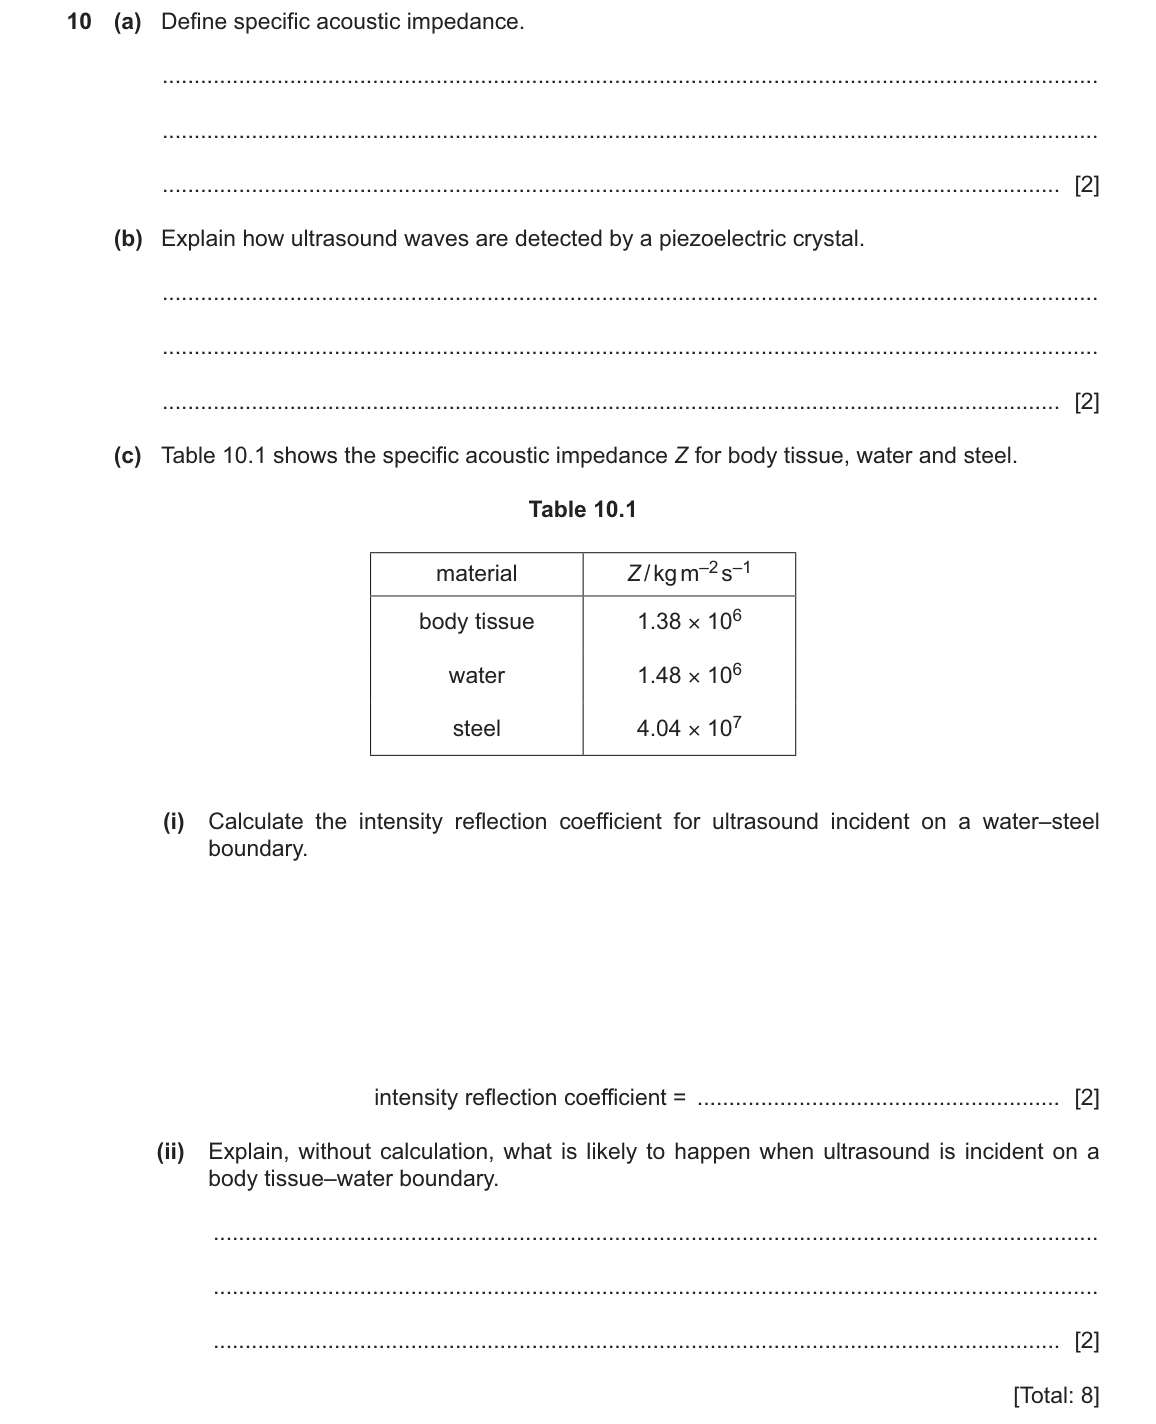 10 (a) Define specific acoustic impedance.
..........................................................................................................................................................
..........................................................................................................................................................
.................................................................................................................................................... [2]
(b) Explain how ultrasound waves are detected by a piezoelectric crystal.
..........................................................................................................................................................
..........................................................................................................................................................
.................................................................................................................................................... [2]
(c) Table 10.1 shows the specific acoustic impedance Z for body tissue, water and steel.
Table 10.1
material Z / kg m⁻² s⁻¹
body tissue 1.38 × 10⁶
water 1.48 × 10⁶
steel 4.04 × 10⁷
(i) Calculate the intensity reflection coefficient for ultrasound incident on a water–steel
boundary.
intensity reflection coefficient = ......................................................... [2]
(ii) Explain, without calculation, what is likely to happen when ultrasound is incident on a
body tissue–water boundary.
..................................................................................................................................................
..................................................................................................................................................
............................................................................................................................................ [2]
[Total: 8]